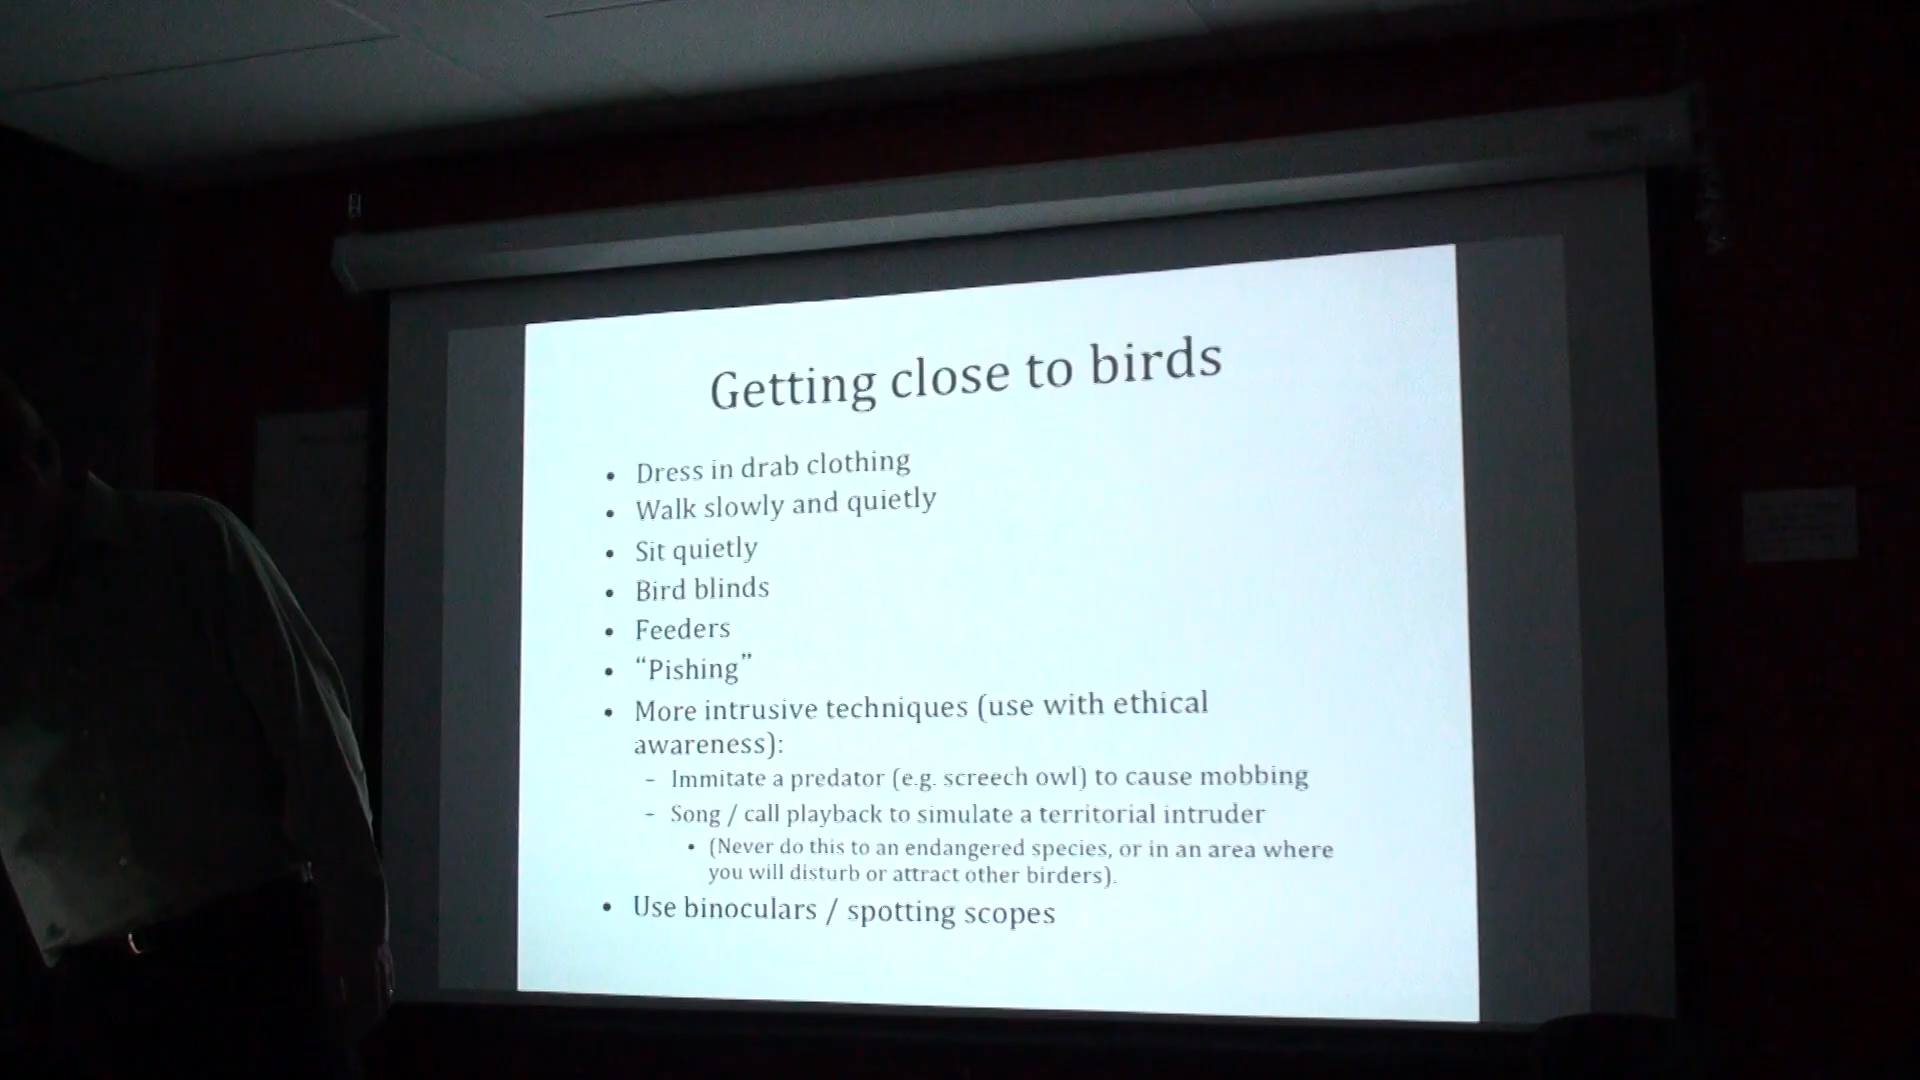 Getting close to birds
• Dress in drab clothing
• Walk slowly and quietly
• Sit quietly
• Bird blinds
• Feeders
• “Pishing”
• More intrusive techniques (use with ethical
awareness):
– Immitate a predator (e.g. screech owl) to cause mobbing
– Song / call playback to simulate a territorial intruder
• (Never do this to an endangered species, or in an area where
you will disturb or attract other birders).
• Use binoculars / spotting scopes